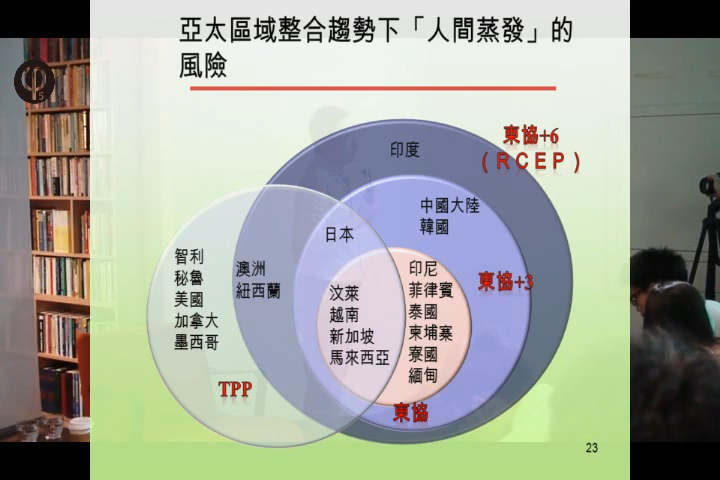 亞太區域整合趨勢下「人間蒸發」的
風險
φ
5
東協+6
（RCEP）
印度
中國大陸
韓國
日本
東協+3
智利
秘魯
美國
加拿大
墨西哥
澳洲
紐西蘭
汶萊
越南
新加坡
馬來西亞
印尼
菲律賓
泰國
柬埔寨
寮國
緬甸
TPP
東協
23